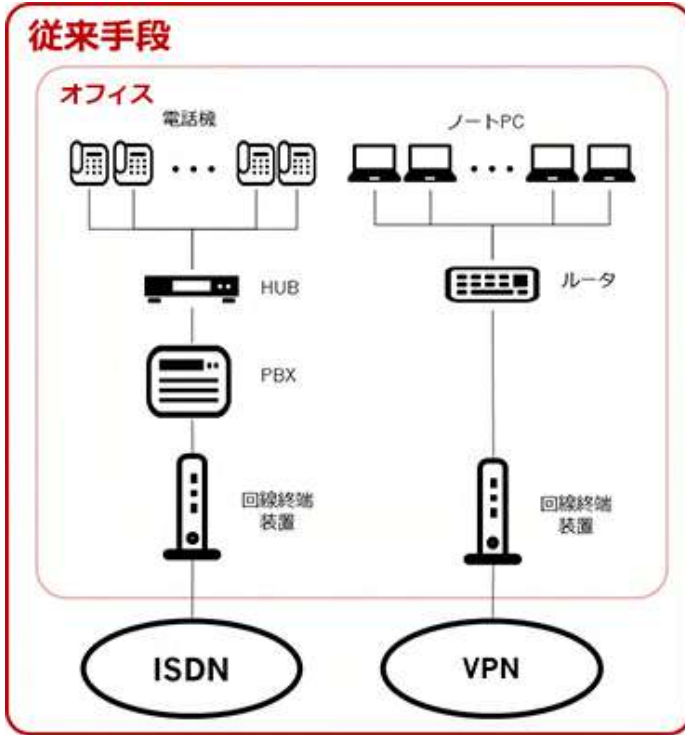 従来手段
オフィス
電話機
ノートPC
HUB
ルータ
PBX
回線終端
装置
回線終端
装置
ISDN
VPN